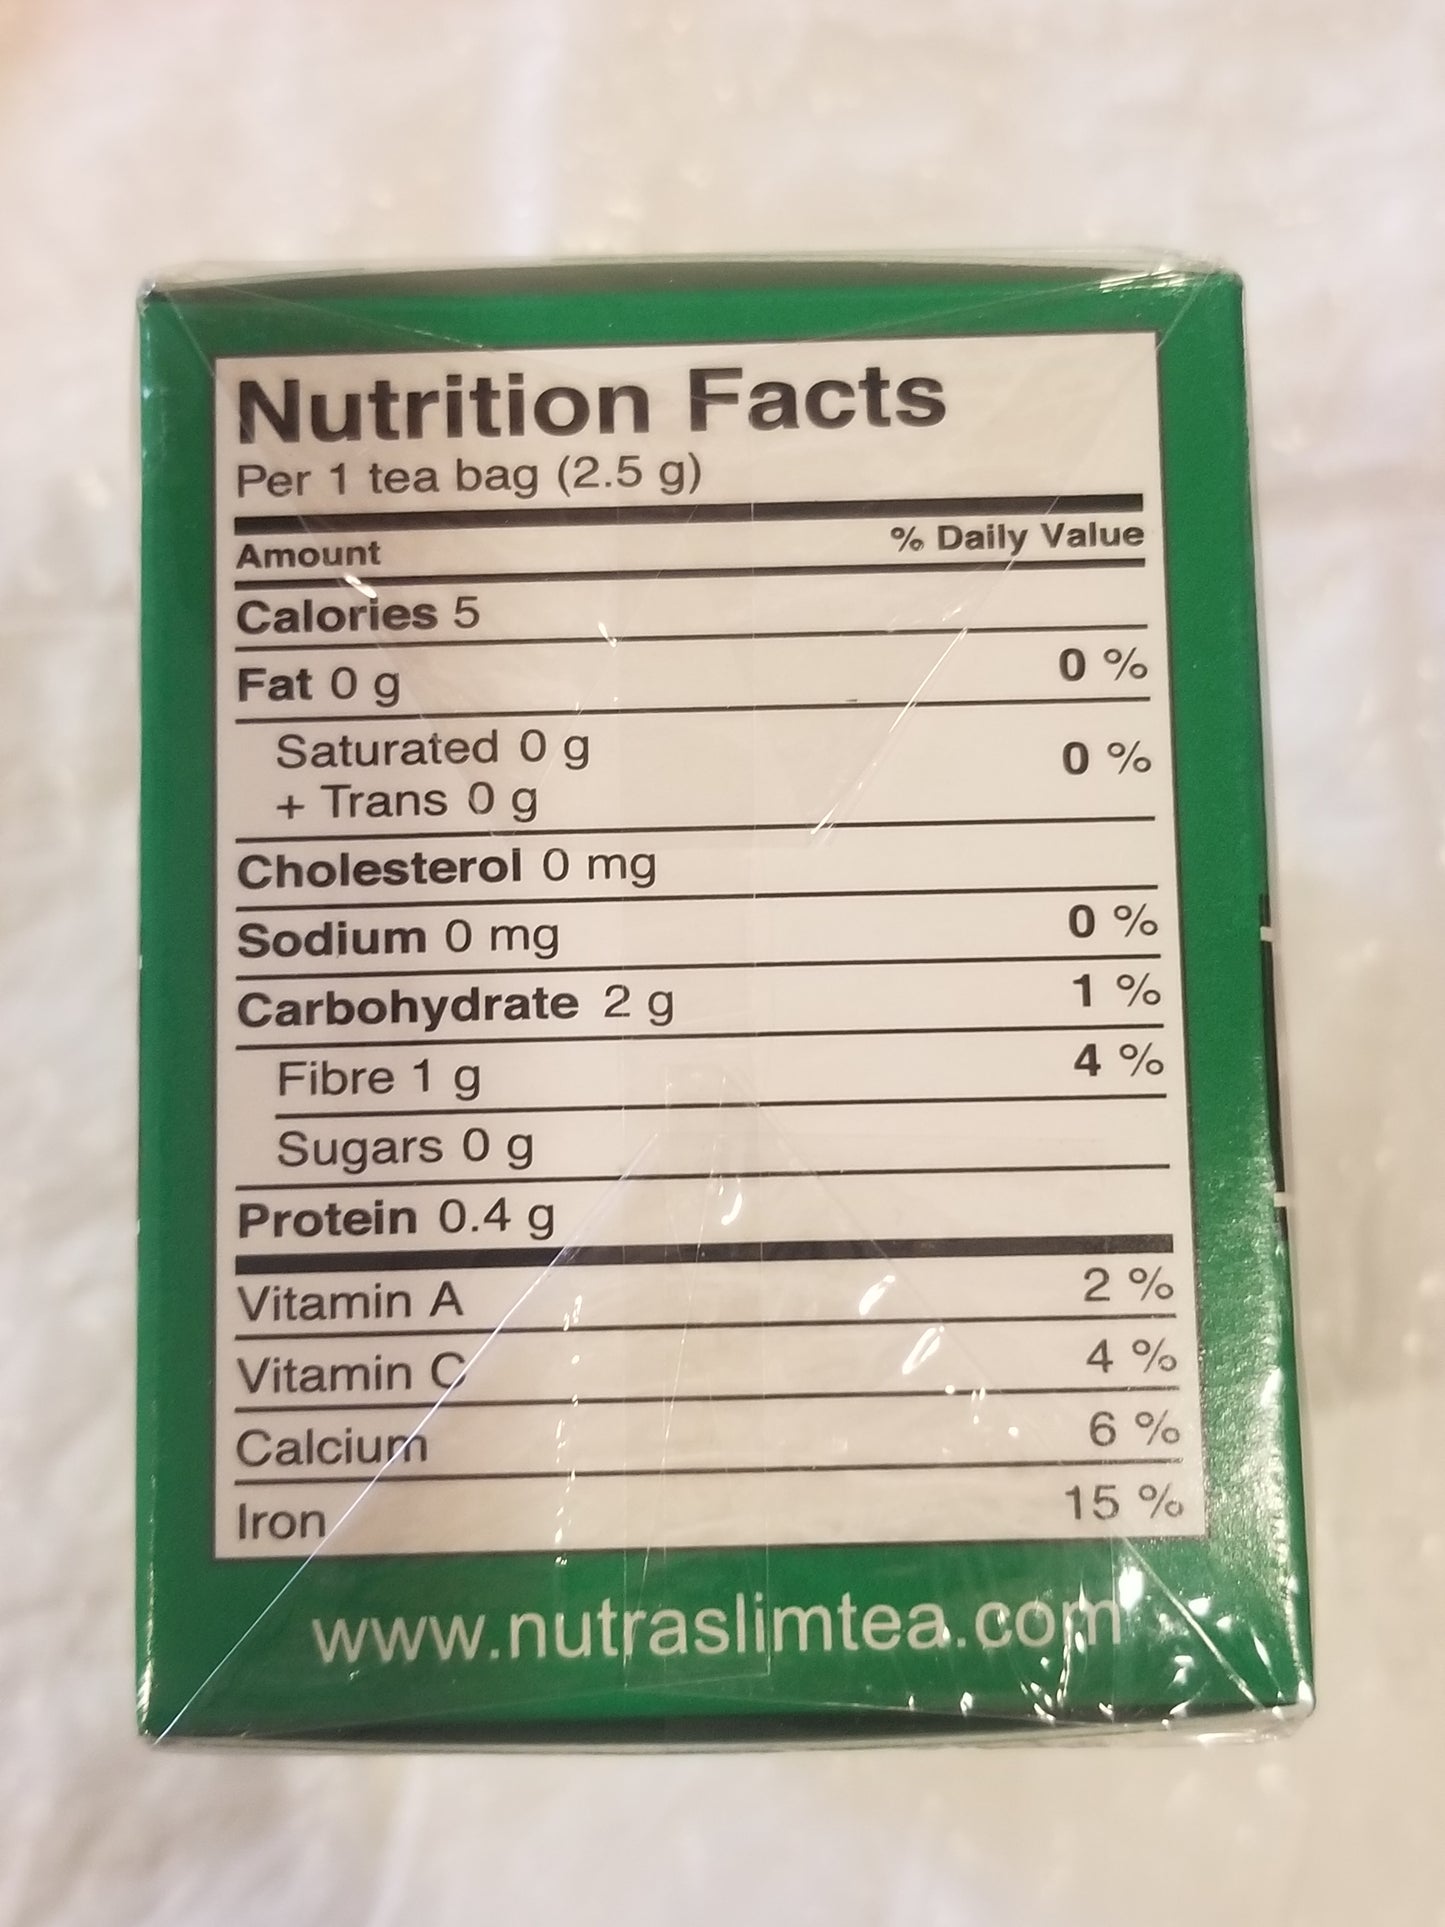 Nutrition Facts
Per 1 tea bag (2.5 g)
Amount % Daily Value
Calories 5
Fat 0 g 0 %
Saturated 0 g 0 %
+ Trans 0 g
Cholesterol 0 mg
Sodium 0 mg 0 %
Carbohydrate 2 g 1 %
Fibre 1 g 4 %
Sugars 0 g
Protein 0.4 g
Vitamin A 2 %
Vitamin C 4 %
Calcium 6 %
Iron 15 %
www.nutraslimtea.com